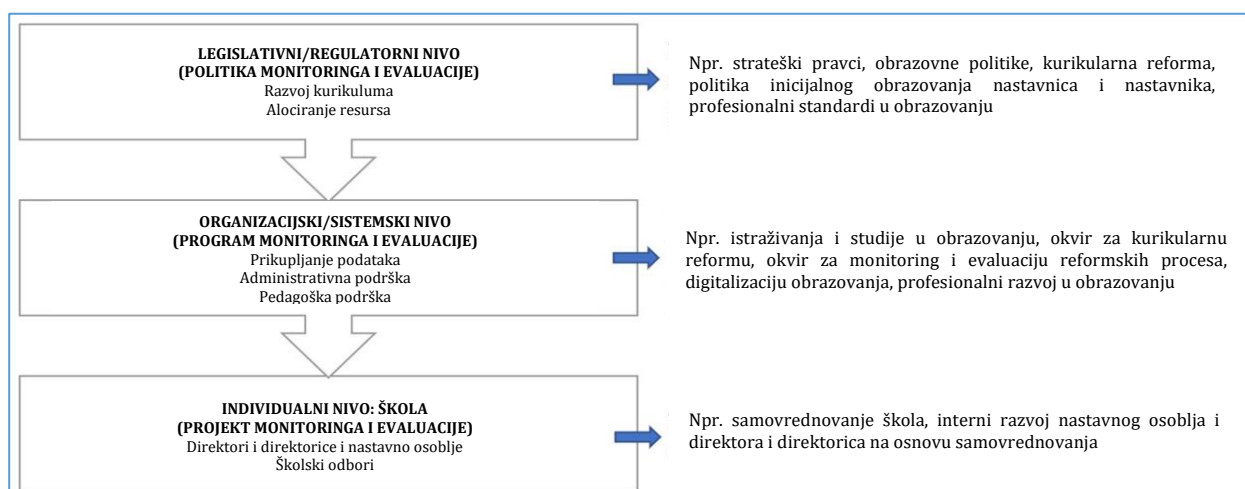 LEGISLATIVNI/REGULATORNI NIVO
(POLITIKA MONITORINGA I EVALUACIJE)
Razvoj kurikuluma
Alociranje resursa
Npr. strateški pravci, obrazovne politike, kurikularna reforma,
politika inicijalnog obrazovanja nastavnica i nastavnika,
profesionalni standardi u obrazovanju
ORGANIZACIJSKI/SISTEMSKI NIVO
(PROGRAM MONITORINGA I EVALUACIJE)
Prikupljanje podataka
Administrativna podrška
Pedagoška podrška
Npr. istraživanja i studije u obrazovanju, okvir za kurikularnu
reformu, okvir za monitoring i evaluaciju reformskih procesa,
digitalizaciju obrazovanja, profesionalni razvoj u obrazovanju
INDIVIDUALNI NIVO: ŠKOLA
(PROJEKT MONITORINGA I EVALUACIJE)
Direktori i direktorice i nastavno osoblje
Školski odbori
Npr. samovrednovanje škola, interni razvoj nastavnog osoblja i
direktora i direktorica na osnovu samovrednovanja